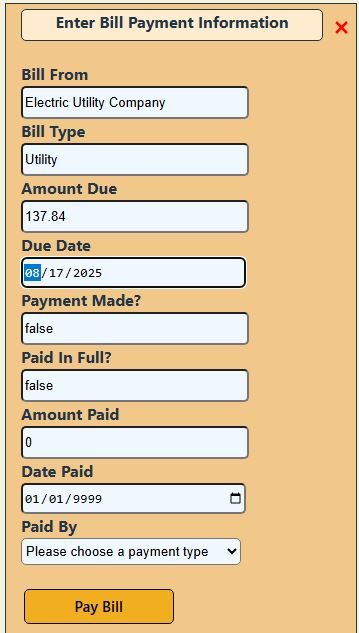 Enter Bill Payment Information
Bill From
Electric Utility Company
Bill Type
Utility
Amount Due
137.84
Due Date
08/17/2025
Payment Made?
false
Paid In Full?
false
Amount Paid
0
Date Paid
01/01/9999
Paid By
Please choose a payment type
Pay Bill